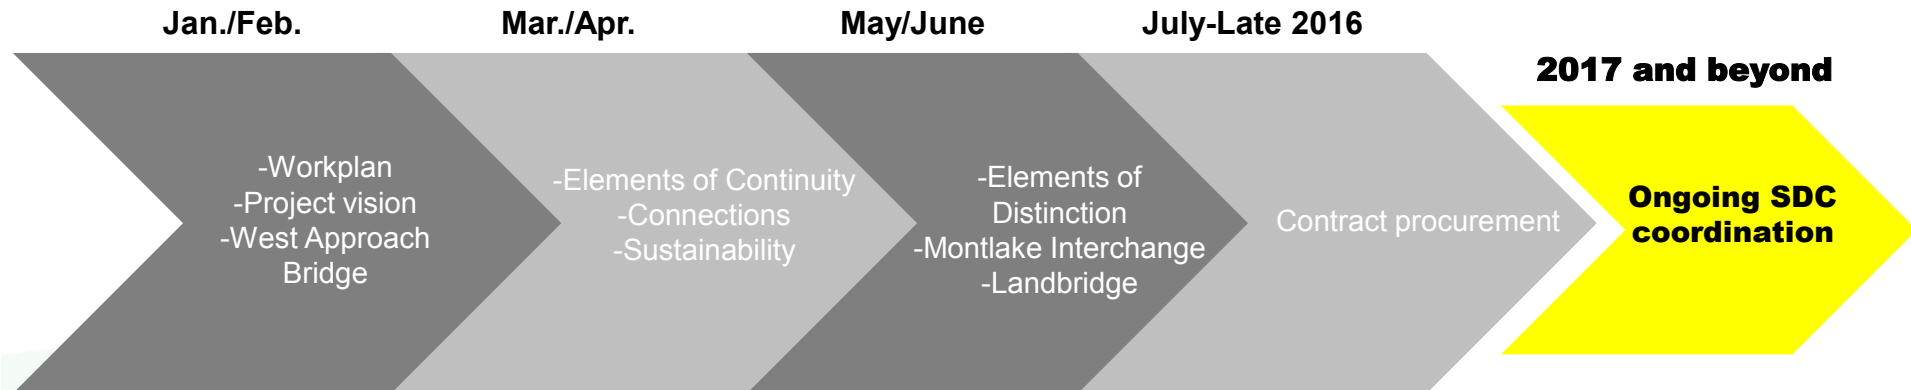 Jan./Feb.
Mar./Apr.
May/June
July-Late 2016
2017 and beyond
-Workplan
-Project vision
-West Approach
Bridge
-Elements of Continuity
-Connections
-Sustainability
-Elements of
Distinction
-Montlake Interchange
-Landbridge
Contract procurement
Ongoing SDC
coordination